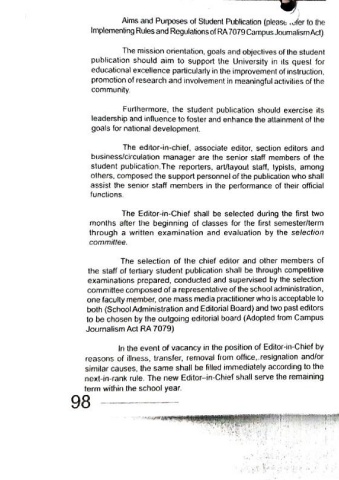 Aims and Purposes of Student Publication (please refer to the
Implementing Rules and Regulations of RA 7079 Campus Journalism Act)
The mission orientation, goals and objectives of the student
publication should aim to support the University in its quest for
educational excellence particularly in the improvement of instruction,
promotion of research and involvement in meaningful activities of the
community.
Furthermore, the student publication should exercise its
leadership and influence to foster and enhance the attainment of the
goals for national development.
The editor-in-chief, associate editor, section editors and
business/circulation manager are the senior staff members of the
student publication. The reporters, art/layout staff, typists, among
others, composed the support personnel of the publication who shall
assist the senior staff members in the performance of their official
functions.
The Editor-in-Chief shall be selected during the first two
months after the beginning of classes for the first semester/term
through a written examination and evaluation by the selection
committee.
The selection of the chief editor and other members of
the staff of tertiary student publication shall be through competitive
examinations prepared, conducted and supervised by the selection
committee composed of a representative of the school administration,
one faculty member, one mass media practitioner who is acceptable to
both (School Administration and Editorial Board) and two past editors
to be chosen by the outgoing editorial board (Adopted from Campus
Journalism Act RA 7079)
In the event of vacancy in the position of Editor-in-Chief by
reasons of illness, transfer, removal from office, resignation and/or
similar causes, the same shall be filled immediately according to the
next-in-rank rule. The new Editor-in-Chief shall serve the remaining
term within the school year.
98